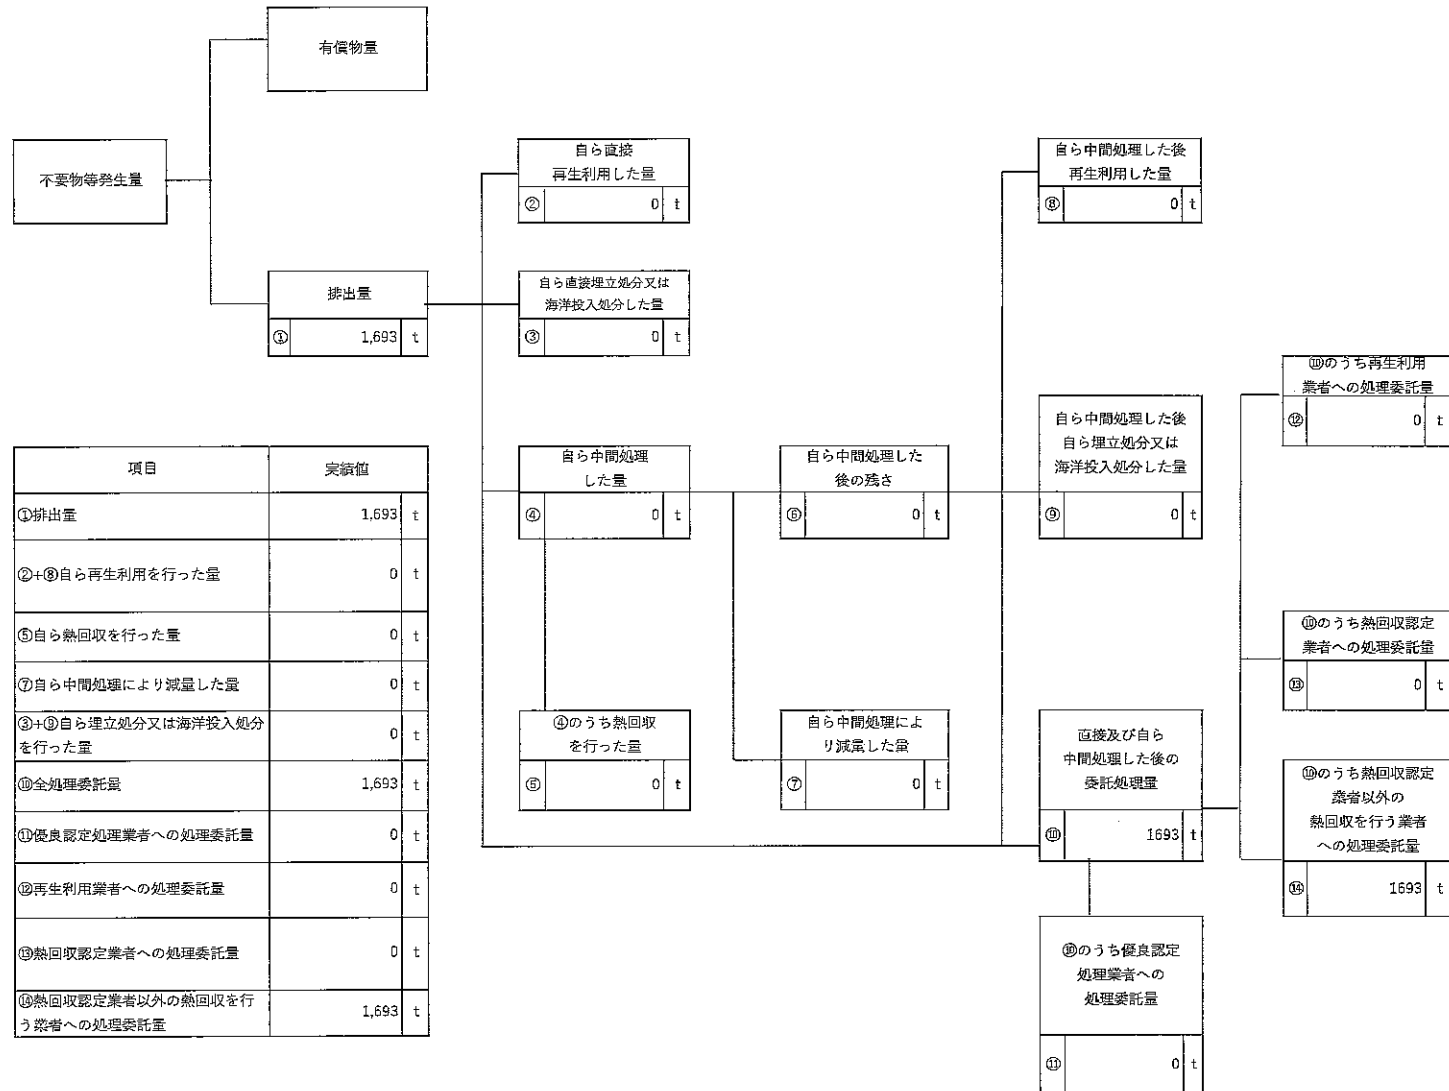 有償物量
不要物等発生量
排出量
① 1,693 t
自ら直接
再生利用した量
② 0 t
自ら直接埋立処分又は
海洋投入処分した量
③ 0 t
自ら中間処理
した量
④ 0 t
④のうち熱回収
を行った量
⑤ 0 t
自ら中間処理した
後の残さ
⑥ 0 t
自ら中間処理によ
り減量した量
⑦ 0 t
自ら中間処理した後
再生利用した量
⑧ 0 t
自ら中間処理した後
自ら埋立処分又は
海洋投入処分した量
⑨ 0 t
直接及び自ら
中間処理した後の
委託処理量
⑩ 1693 t
⑩のうち優良認定
処理業者への
処理委託量
⑪ 0 t
⑩のうち再生利用
業者への処理委託量
⑫ 0 t
⑩のうち熱回収認定
業者への処理委託量
⑬ 0 t
⑩のうち熱回収認定
業者以外の
熱回収を行う業者
への処理委託量
⑭ 1693 t
項目 実績値
①排出量 1,693 t
②+⑧自ら再生利用を行った量 0 t
⑤自ら熱回収を行った量 0 t
⑦自ら中間処理により減量した量 0 t
③+⑨自ら埋立処分又は海洋投入処分
を行った量 0 t
⑩全処理委託量 1,693 t
⑪優良認定処理業者への処理委託量 0 t
⑫再生利用業者への処理委託量 0 t
⑬熱回収認定業者への処理委託量 0 t
⑭熱回収認定業者以外の熱回収を行
う業者への処理委託量 1,693 t